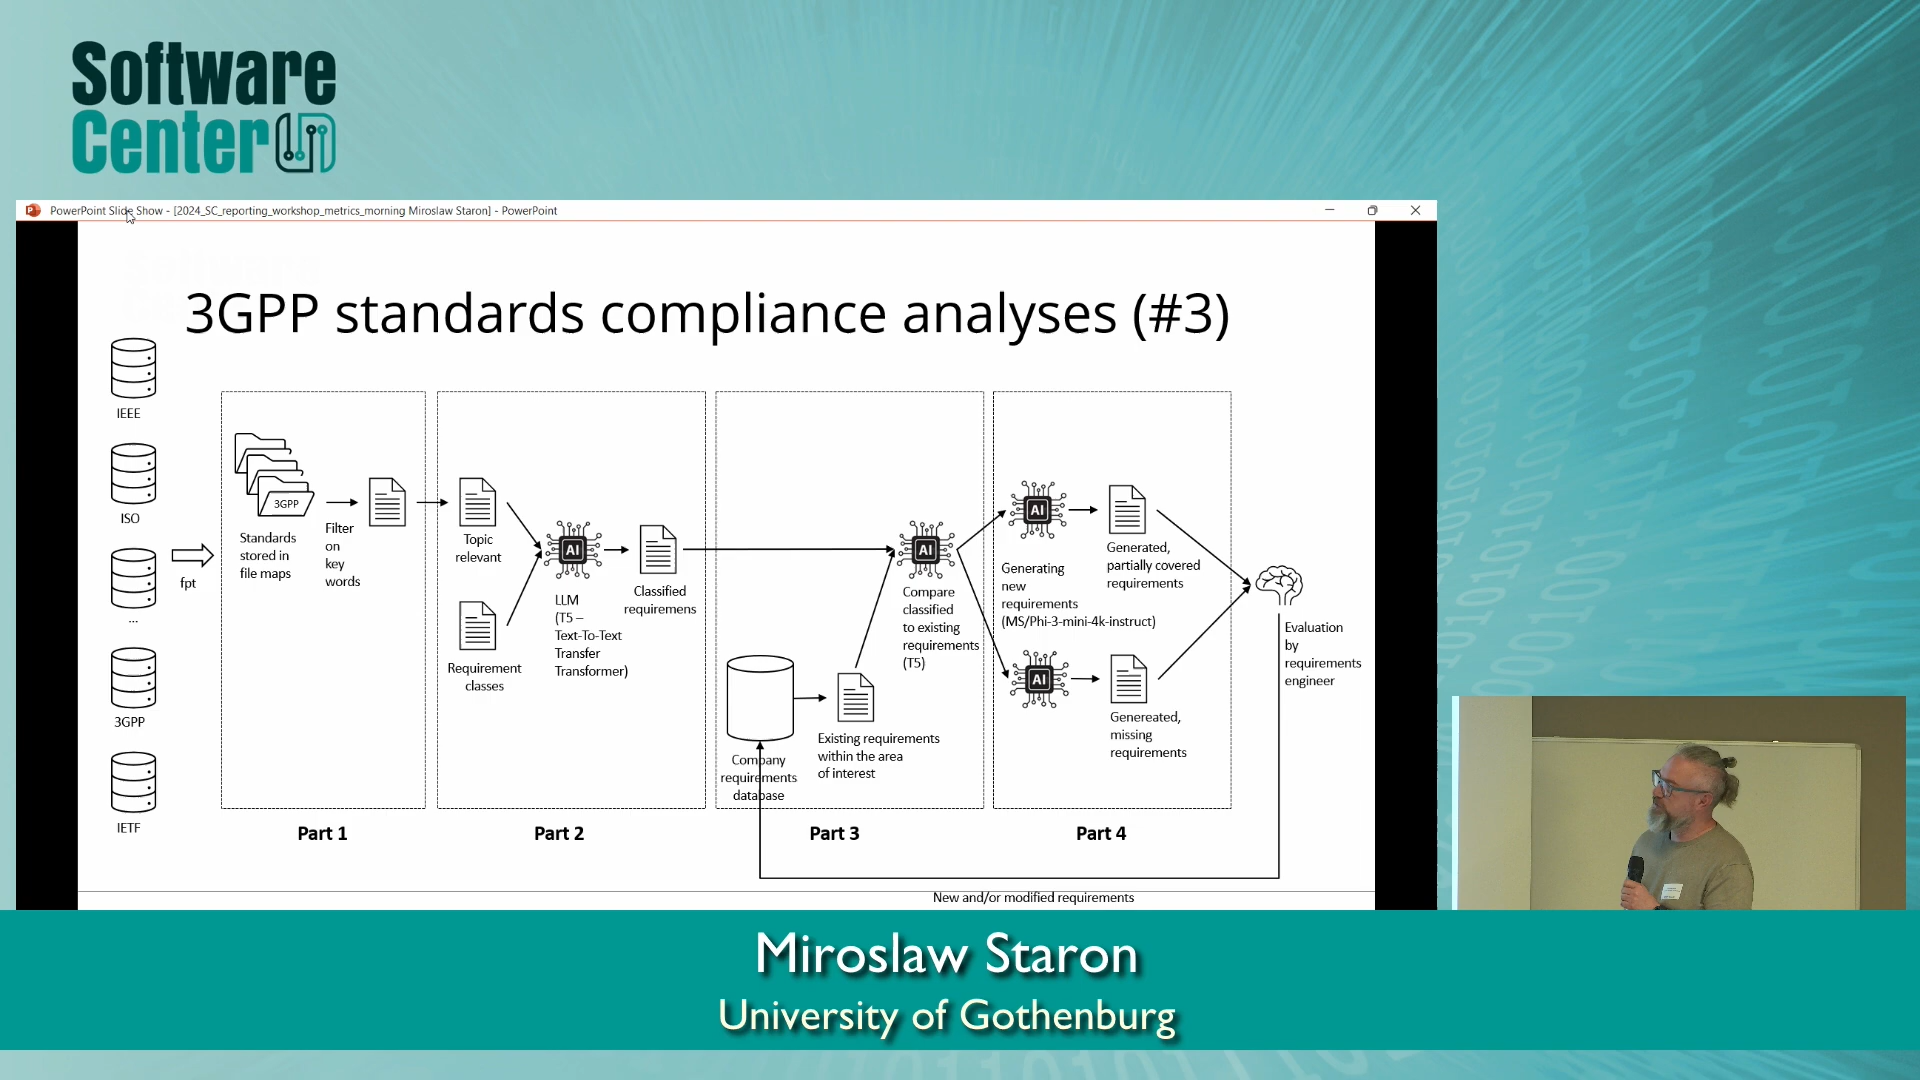 Software
Center
PowerPoint Slide Show - [2024_SC_reporting_workshop_metrics_morning Miroslaw Staron] - PowerPoint
3GPP standards compliance analyses (#3)
IEEE
ISO
...
3GPP
IETF
fpt
3GPP
Standards
stored in
file maps
Filter
on
key
words
Part 1
Topic
relevant
Requirement
classes
AI
LLM
(T5 –
Text-To-Text
Transfer
Transformer)
Classified
requiremens
Part 2
Company
requirements
database
Existing requirements
within the area
of interest
AI
Compare
classified
to existing
requirements
(T5)
Part 3
AI
Generating
new
requirements
(MS/Phi-3-mini-4k-instruct)
Generated,
partially covered
requirements
AI
Genereated,
missing
requirements
Part 4
Evaluation
by
requirements
engineer
New and/or modified requirements
Miroslaw Staron
University of Gothenburg